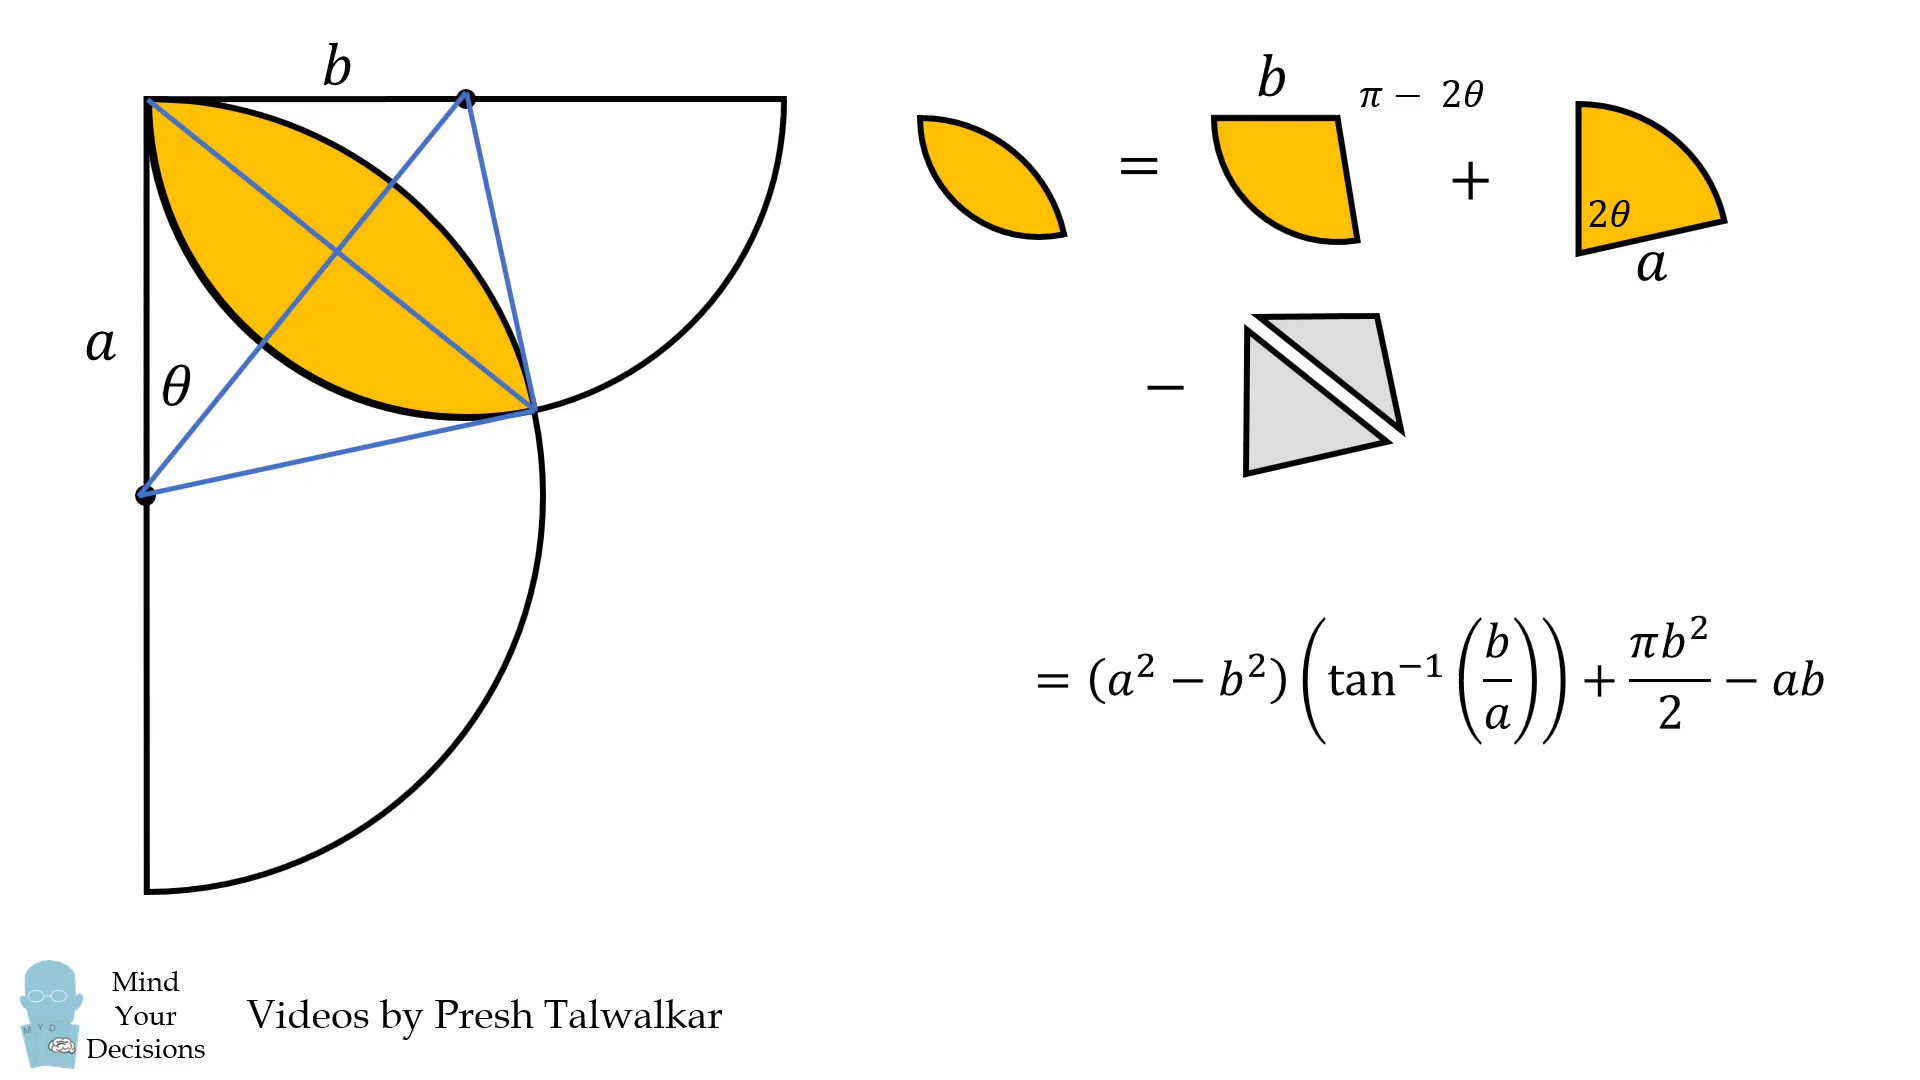 b
a
θ
b
π − 2θ
=
+
2θ
a
−
= (a² − b²)(tan⁻¹(b/a)) + πb²/2 − ab
M Y D
Mind
Your
Decisions
Videos by Presh Talwalkar